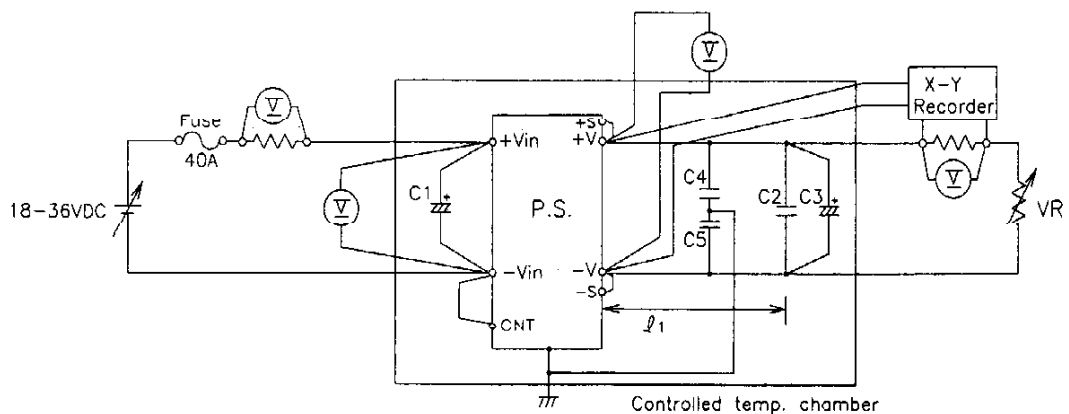 V
+S
X-Y
Recorder
V
Fuse
40A
+Vin
+V
C4
V
C1
+
P.S.
C2
C3
+
V
18-36VDC
VR
C5
-Vin
-V
-S
CNT
ℓ1
Controlled temp. chamber